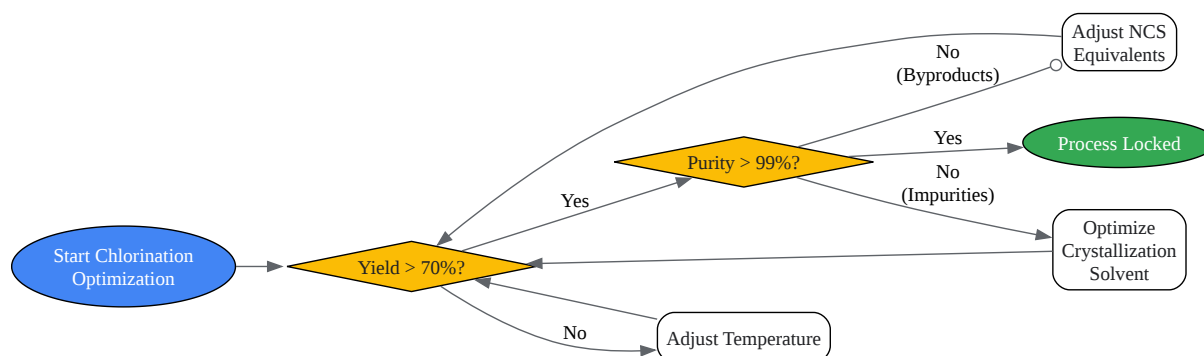 Start Chlorination
Optimization
Yield > 70%?
Yes
No
Adjust Temperature
Purity > 99%?
No
(Byproducts)
Adjust NCS
Equivalents
Yes
Process Locked
No
(Impurities)
Optimize
Crystallization
Solvent